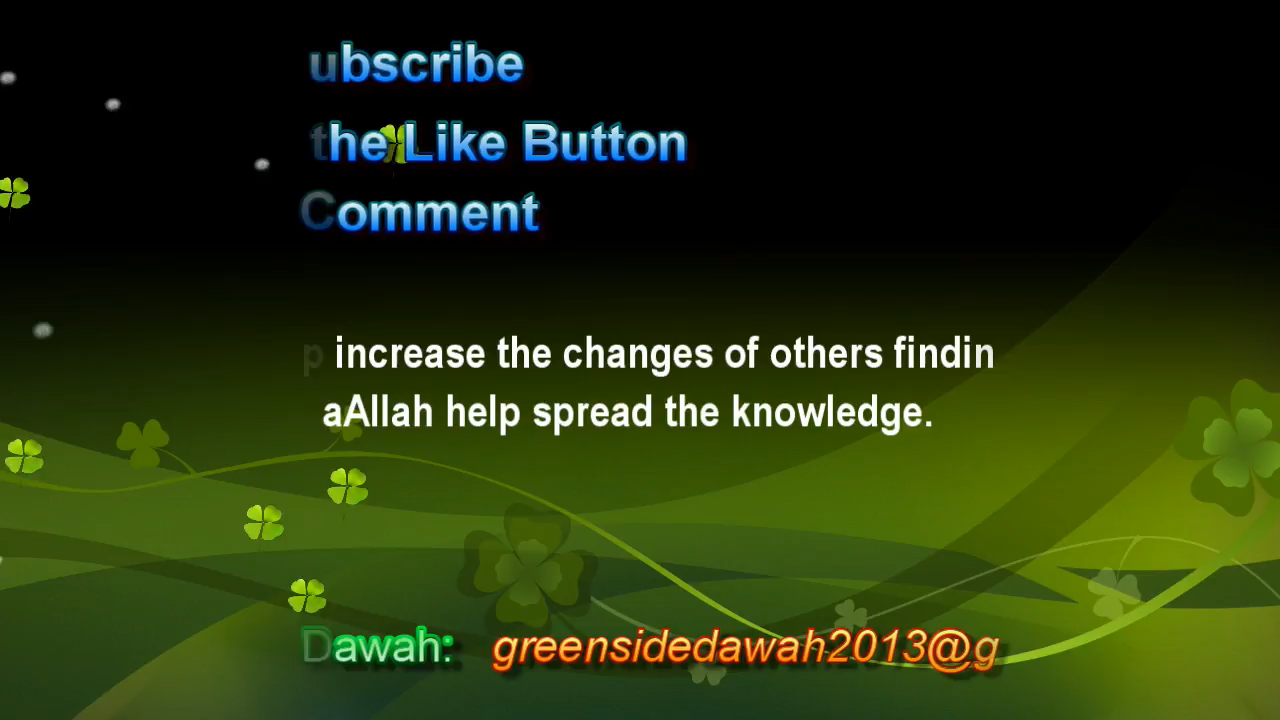 ubscribe
the Like Button
Comment
p increase the changes of others findin
aAllah help spread the knowledge.
Dawah: greensidedawah2013@g